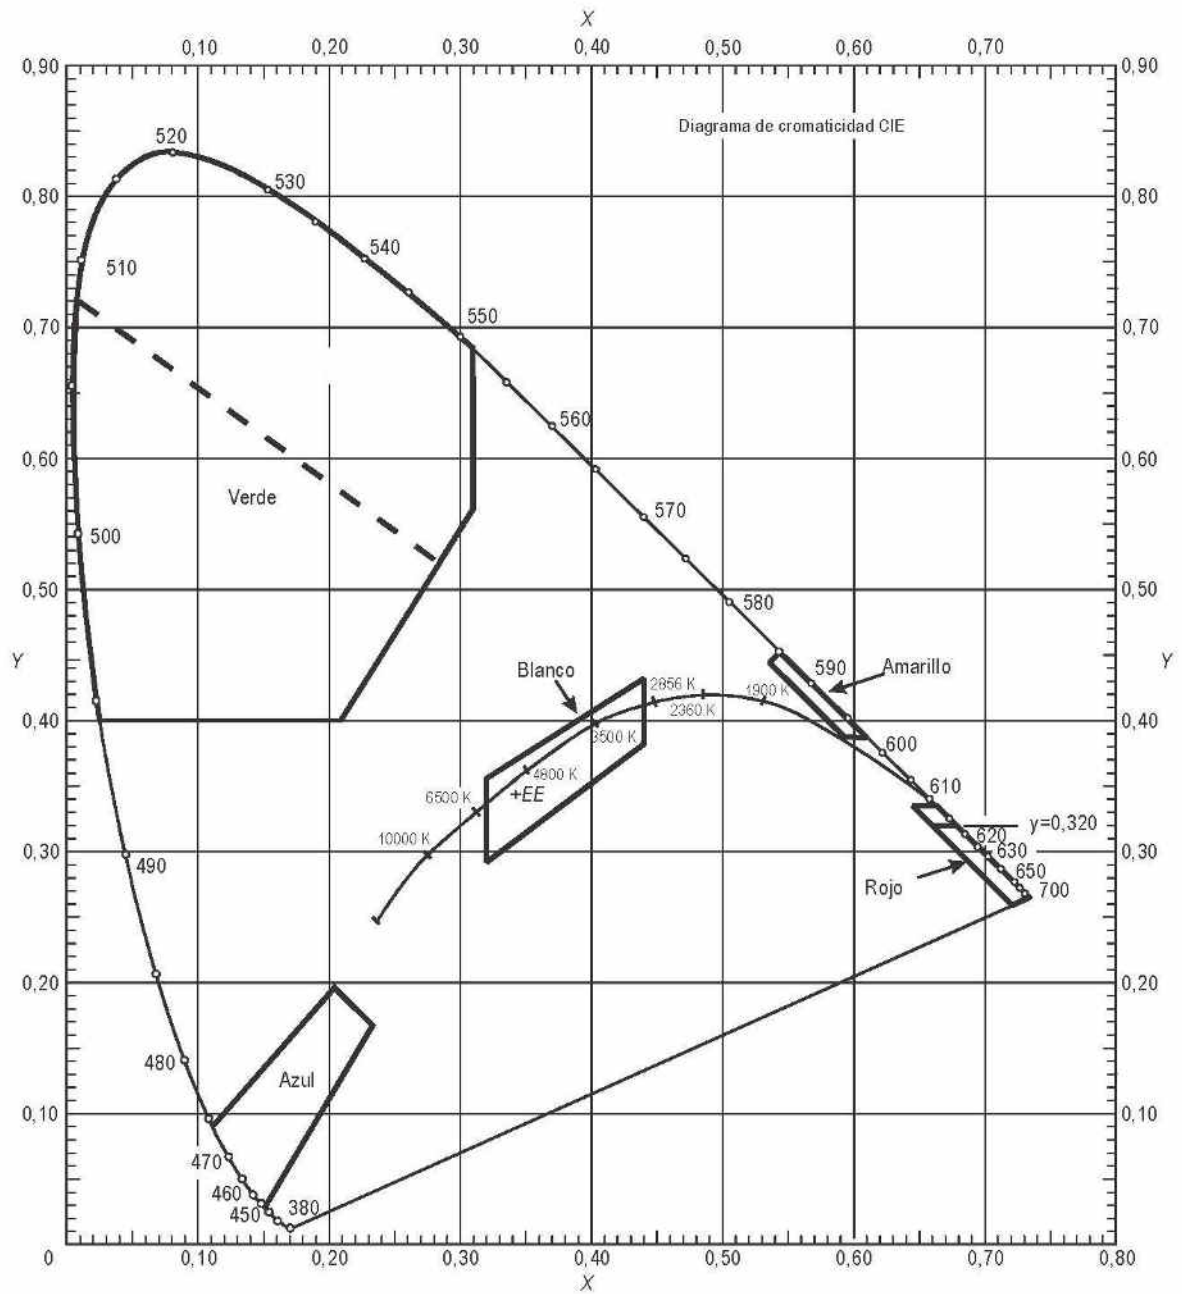 X
0,10 0,20 0,30 0,40 0,50 0,60 0,70
0,90 0,90
Diagrama de cromaticidad CIE
520
530
0,80 0,80
540
510
550
0,70 0,70
560
0,60 0,60
Verde
570
500
0,50 0,50
580
Y Y
Blanco
590
Amarillo
2856 K
1900 K
2360 K
0,40 0,40
3500 K
600
4800 K
610
6500 K
+EE
y=0,320
620
10000 K
0,30 0,30
630
490
650
Rojo
700
0,20 0,20
480
Azul
0,10 0,10
470
460
450
380
0 0,10 0,20 0,30 0,40 0,50 0,60 0,70 0,80
X